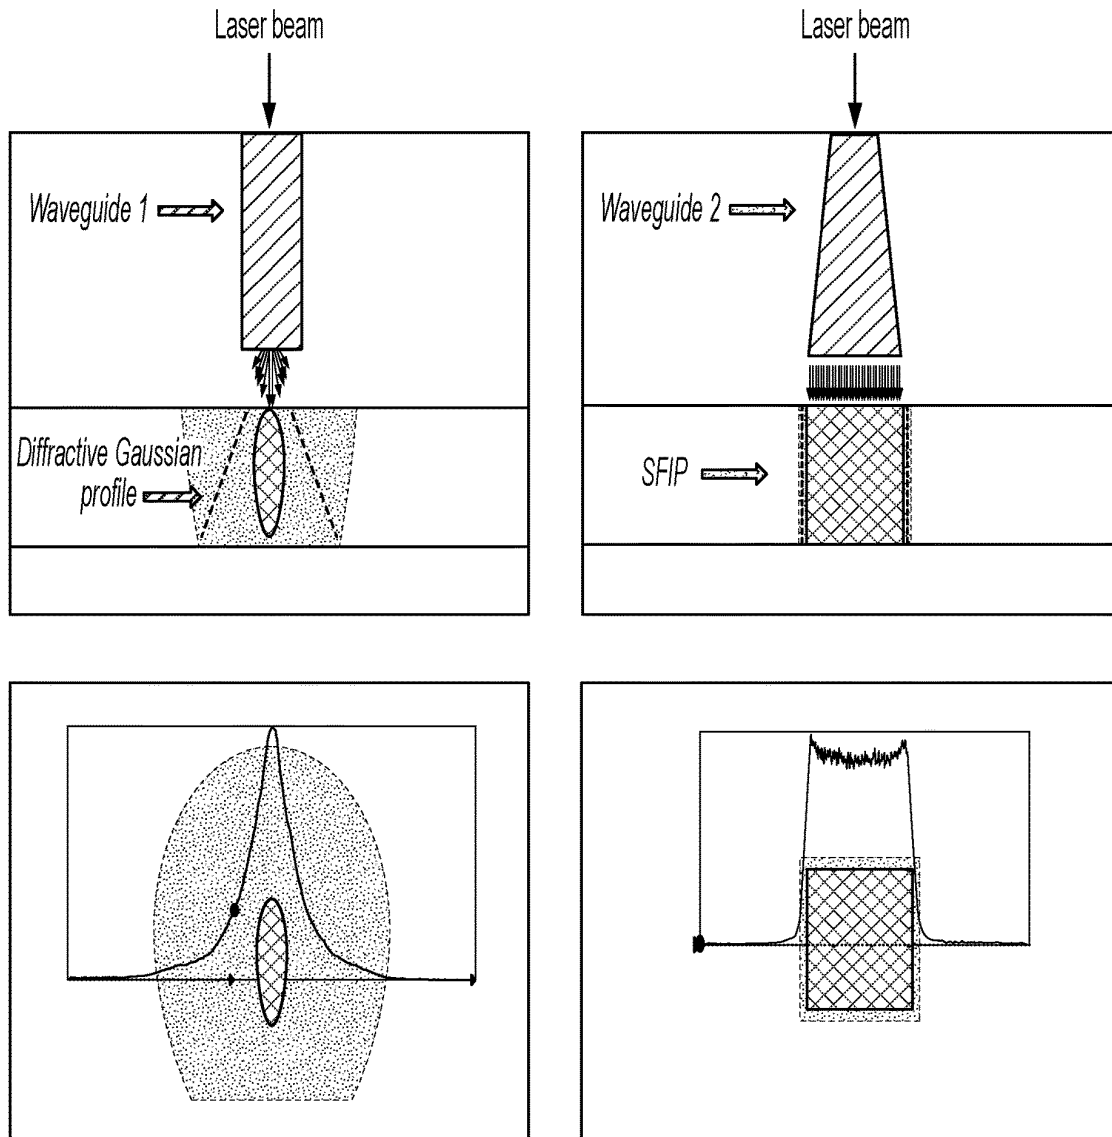 Laser beam
Laser beam
Waveguide 1
Waveguide 2
Diffractive Gaussian
profile
SFIP